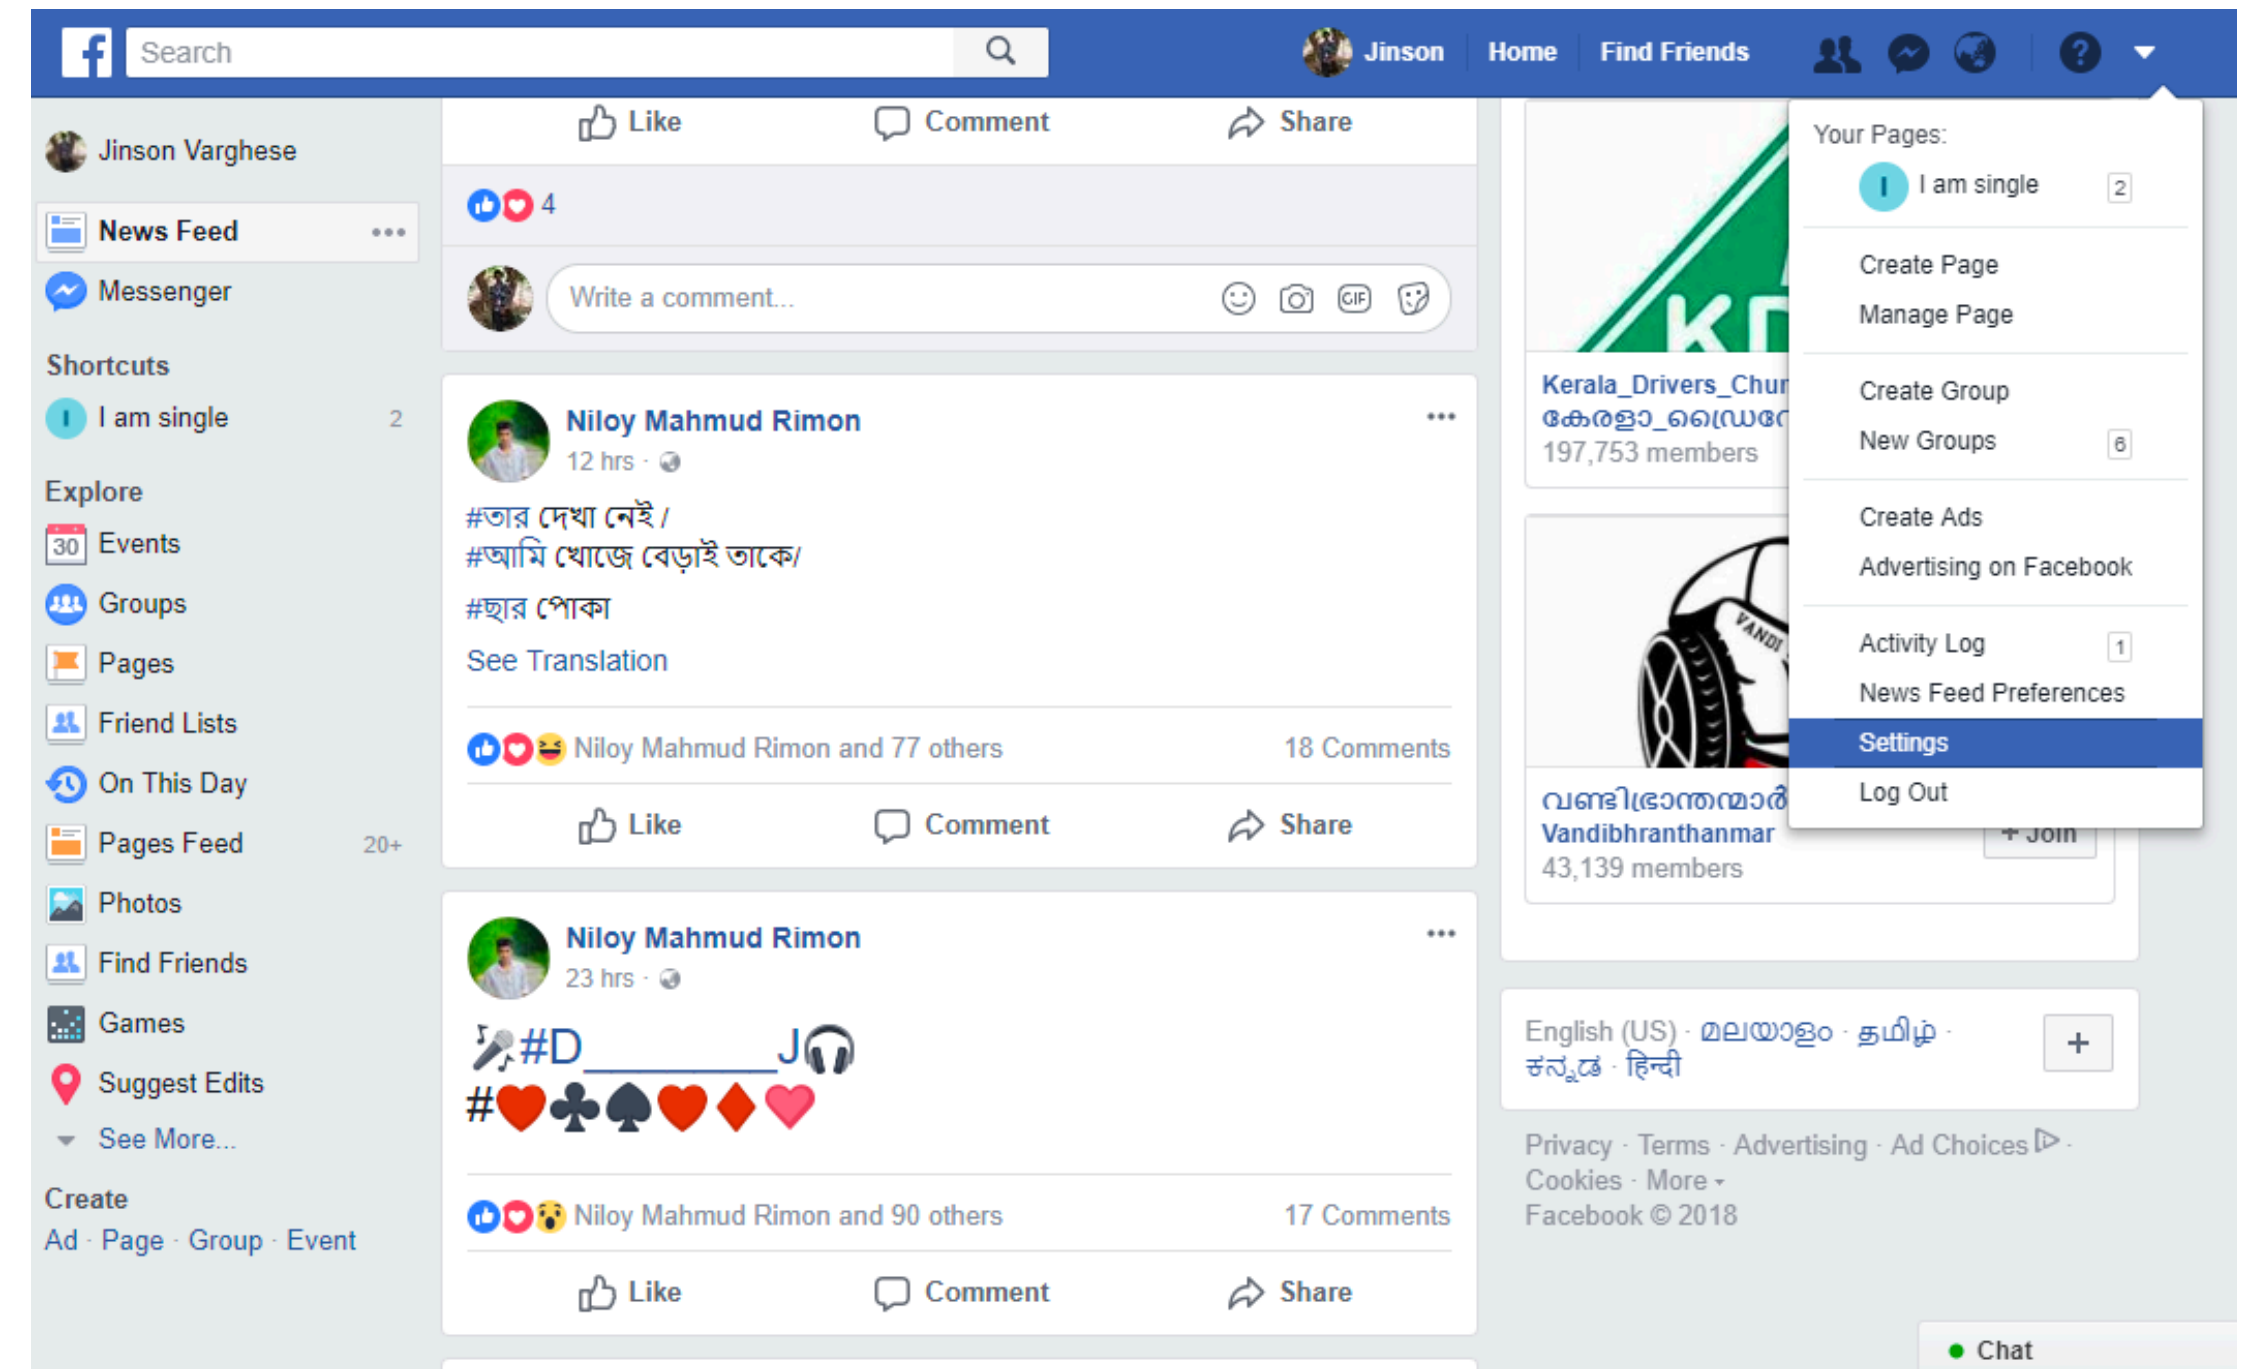 Search
Jinson
Home
Find Friends
Jinson Varghese
News Feed
Messenger
Shortcuts
I am single 2
Explore
30 Events
Groups
Pages
Friend Lists
On This Day
Pages Feed 20+
Photos
Find Friends
Games
Suggest Edits
See More...
Create
Ad · Page · Group · Event
Like Comment Share
4
Write a comment...
GIF
Niloy Mahmud Rimon
12 hrs ·
#তার দেখা নেই /
#আমি খোজে বেড়াই তাকে/
#ছার পোকা
See Translation
Niloy Mahmud Rimon and 77 others 18 Comments
Like Comment Share
Niloy Mahmud Rimon
23 hrs ·
🎤#D_________J🎧
#❤️♣️♠️❤️♦️💗
Niloy Mahmud Rimon and 90 others 17 Comments
Like Comment Share
Kerala_Drivers_Chun
197,753 members
VANDI
വണ്ടിഭ്രാന്തന്മാർ
Vandibhranthanmar
43,139 members
+ Join
Your Pages:
I I am single 2
Create Page
Manage Page
Create Group
New Groups 6
Create Ads
Advertising on Facebook
Activity Log 1
News Feed Preferences
Settings
Log Out
English (US) · മലയാളം · தமிழ் ·
ಕನ್ನಡ · हिन्दी
+
Privacy · Terms · Advertising · Ad Choices ·
Cookies · More
Facebook © 2018
Chat